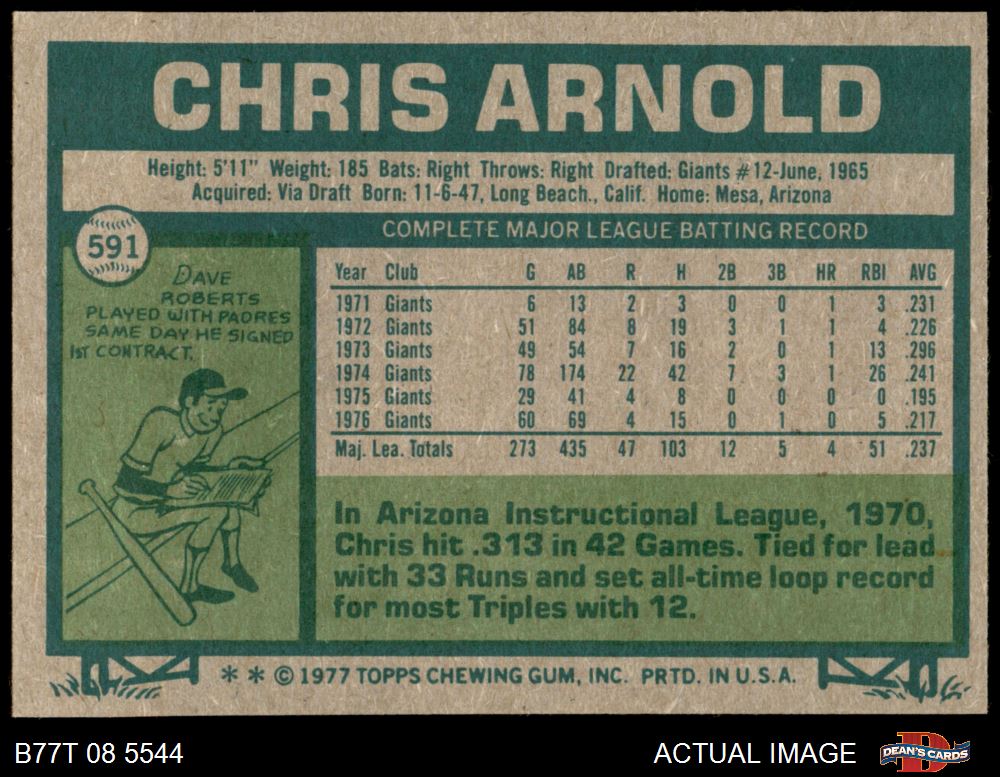 CHRIS ARNOLD
Height: 5'11" Weight: 185 Bats: Right Throws: Right Drafted: Giants #12-June, 1965
Acquired: Via Draft Born: 11-6-47, Long Beach., Calif. Home: Mesa, Arizona
591
COMPLETE MAJOR LEAGUE BATTING RECORD
DAVE
ROBERTS
PLAYED WITH PADRES
SAME DAY HE SIGNED
1ST CONTRACT.
Year Club G AB R H 2B 3B HR RBI AVG
1971 Giants 6 13 2 3 0 0 1 3 .231
1972 Giants 51 84 8 19 3 1 1 4 .226
1973 Giants 49 54 7 16 2 0 1 13 .296
1974 Giants 78 174 22 42 7 3 1 26 .241
1975 Giants 29 41 4 8 0 0 0 0 .195
1976 Giants 60 69 4 15 0 1 0 5 .217
Maj. Lea. Totals 273 435 47 103 12 5 4 51 .237
In Arizona Instructional League, 1970,
Chris hit .313 in 42 Games. Tied for lead
with 33 Runs and set all-time loop record
for most Triples with 12.
* * © 1977 TOPPS CHEWING GUM, INC. PRTD. IN U.S.A.
B77T 08 5544
ACTUAL IMAGE
DEAN'S CARDS